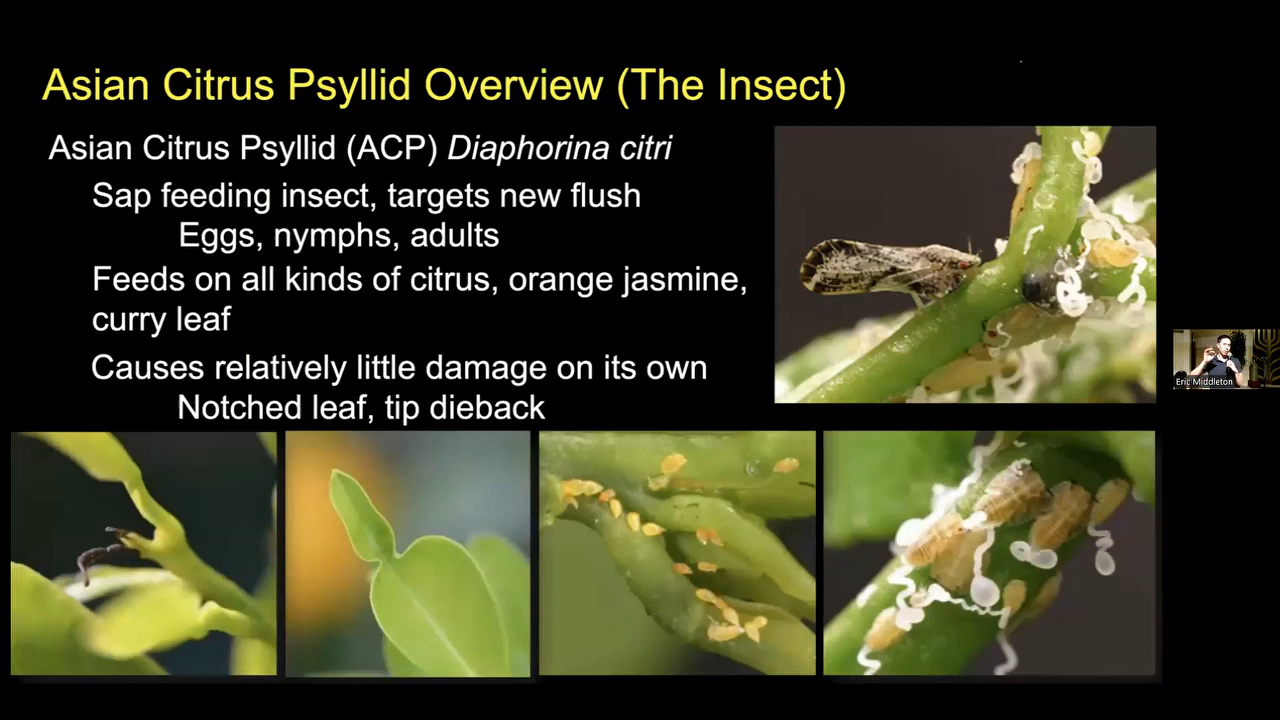 Asian Citrus Psyllid Overview (The Insect)
Asian Citrus Psyllid (ACP) Diaphorina citri
Sap feeding insect, targets new flush
Eggs, nymphs, adults
Feeds on all kinds of citrus, orange jasmine,
curry leaf
Causes relatively little damage on its own
Notched leaf, tip dieback
Eric Middleton